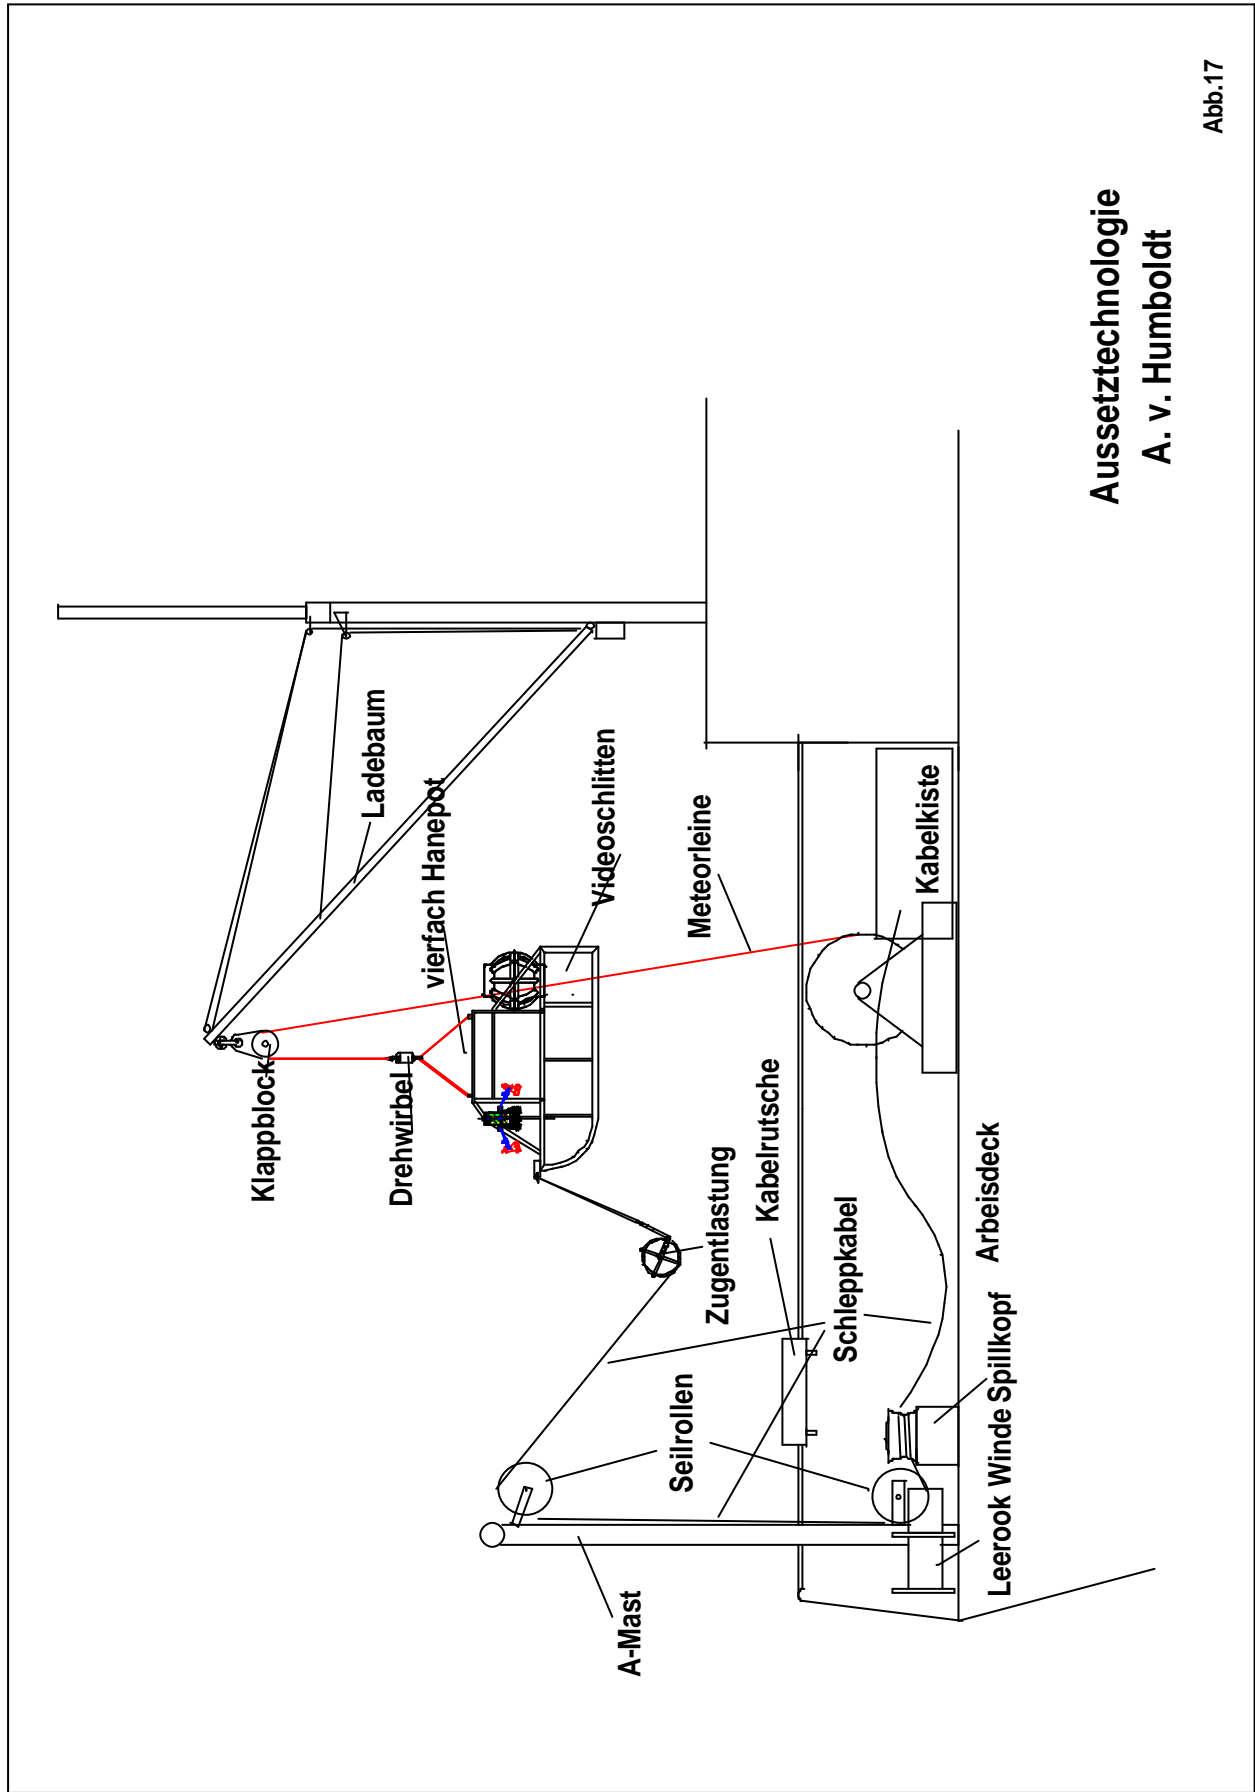 Klappblock
Ladebaum
Drehwirbel
vierfach Hanepot
Videoschlitten
A-Mast
Seilrollen
Zugentlastung
Meteorleine
Kabelrutsche
Schleppkabel
Kabelkiste
Leerook Winde Spillkopf
Arbeisdeck
Aussetztechnologie
A. v. Humboldt
Abb.17